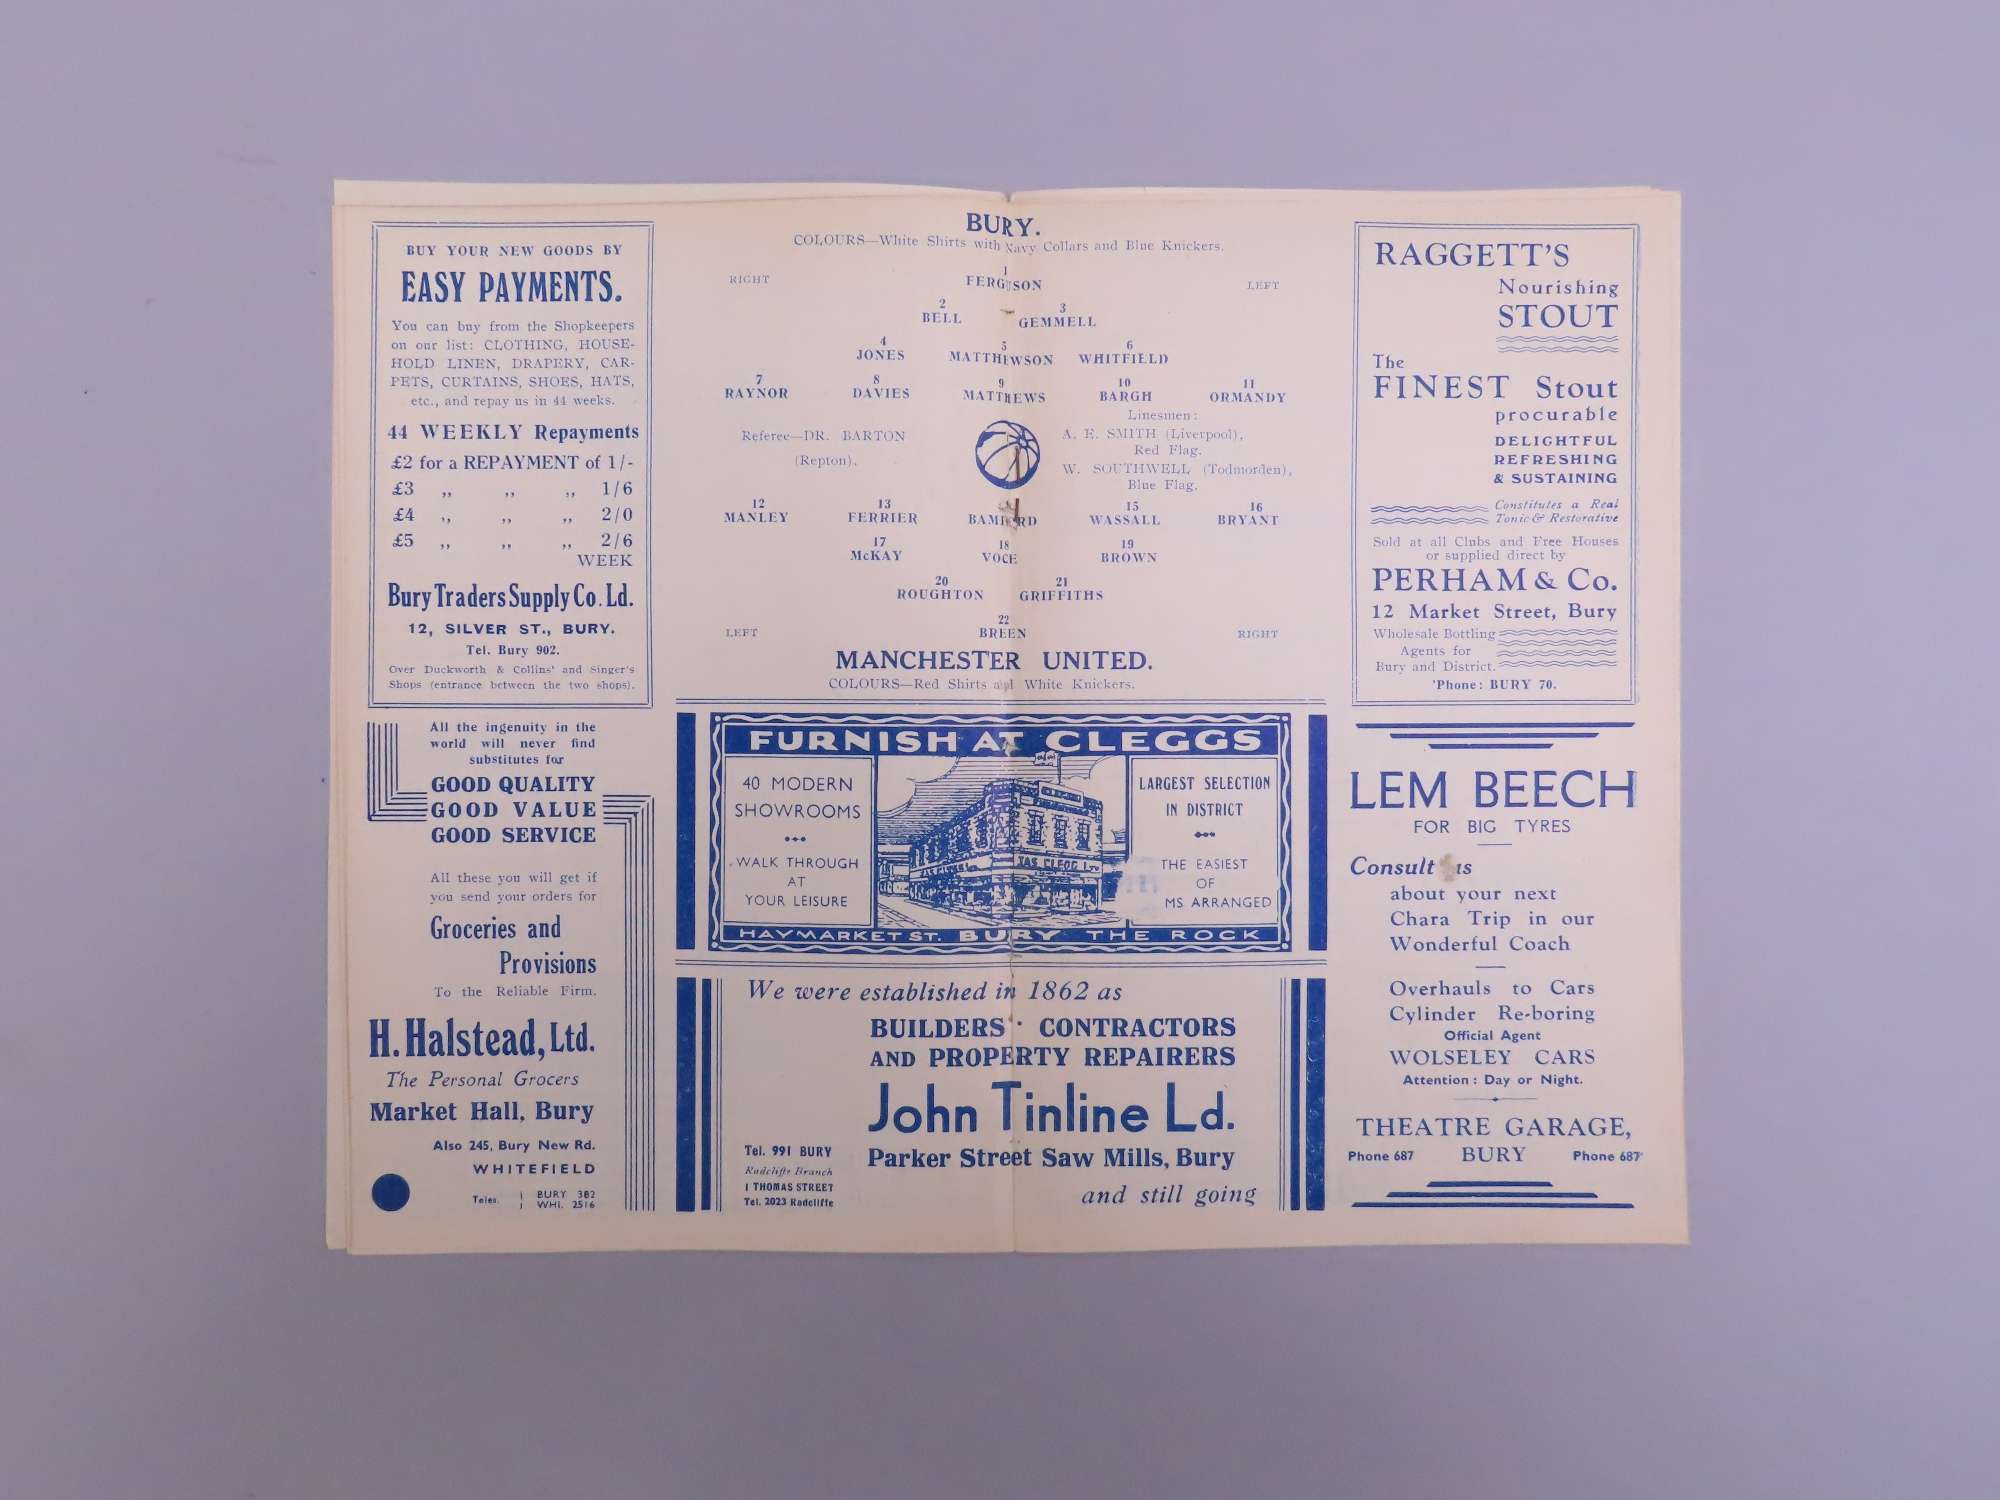 BUY YOUR NEW GOODS BY
EASY PAYMENTS.
You can buy from the Shopkeepers
on our list: CLOTHING, HOUSE-
HOLD LINEN, DRAPERY, CAR-
PETS, CURTAINS, SHOES, HATS,
etc., and repay us in 44 weeks.
44 WEEKLY Repayments
£2 for a REPAYMENT of 1/-
£3 ,, ,, ,, 1/6
£4 ,, ,, ,, 2/0
£5 ,, ,, ,, 2/6
WEEK
Bury Traders Supply Co. Ld.
12, SILVER ST., BURY.
Tel. Bury 902.
Over Duckworth & Collins' and Singer's
Shops (entrance between the two shops).
All the ingenuity in the
world will never find
substitutes for
GOOD QUALITY
GOOD VALUE
GOOD SERVICE
All these you will get if
you send your orders for
Groceries and
Provisions
To the Reliable Firm.
H. Halstead, Ltd.
The Personal Grocers
Market Hall, Bury
Also 245, Bury New Rd.
WHITEFIELD
Teles. BURY 382
WHI. 2516
BURY.
COLOURS—White Shirts with Navy Collars and Blue Knickers.
RIGHT LEFT
1
FERGUSON
2 3
BELL GEMMELL
4 5 6
JONES MATTHEWSON WHITFIELD
7 8 9 10 11
RAYNOR DAVIES MATTHEWS BARGH ORMANDY
Referee—DR. BARTON
(Repton).
Linesmen:
A. E. SMITH (Liverpool),
Red Flag.
W. SOUTHWELL (Todmorden),
Blue Flag.
12 13 15 16
MANLEY FERRIER BAMFORD WASSALL BRYANT
17 18 19
McKAY VOCE BROWN
20 21
ROUGHTON GRIFFITHS
22
BREEN
LEFT RIGHT
MANCHESTER UNITED.
COLOURS—Red Shirts and White Knickers.
FURNISH AT CLEGGS
40 MODERN
SHOWROOMS
WALK THROUGH
AT
YOUR LEISURE
JAS CLEGG LTD
LARGEST SELECTION
IN DISTRICT
THE EASIEST
OF
MS ARRANGED
HAYMARKET ST. BURY THE ROCK
We were established in 1862 as
BUILDERS · CONTRACTORS
AND PROPERTY REPAIRERS
John Tinline Ld.
Parker Street Saw Mills, Bury
and still going
Tel. 991 BURY
Radcliffe Branch
1 THOMAS STREET
Tel. 2023 Radcliffe
RAGGETT'S
Nourishing
STOUT
The
FINEST Stout
procurable
DELIGHTFUL
REFRESHING
& SUSTAINING
Constitutes a Real
Tonic & Restorative
Sold at all Clubs and Free Houses
or supplied direct by
PERHAM & Co.
12 Market Street, Bury
Wholesale Bottling
Agents for
Bury and District.
'Phone: BURY 70.
LEM BEECH
FOR BIG TYRES
Consult us
about your next
Chara Trip in our
Wonderful Coach
Overhauls to Cars
Cylinder Re-boring
Official Agent
WOLSELEY CARS
Attention: Day or Night.
THEATRE GARAGE,
Phone 687 BURY Phone 687